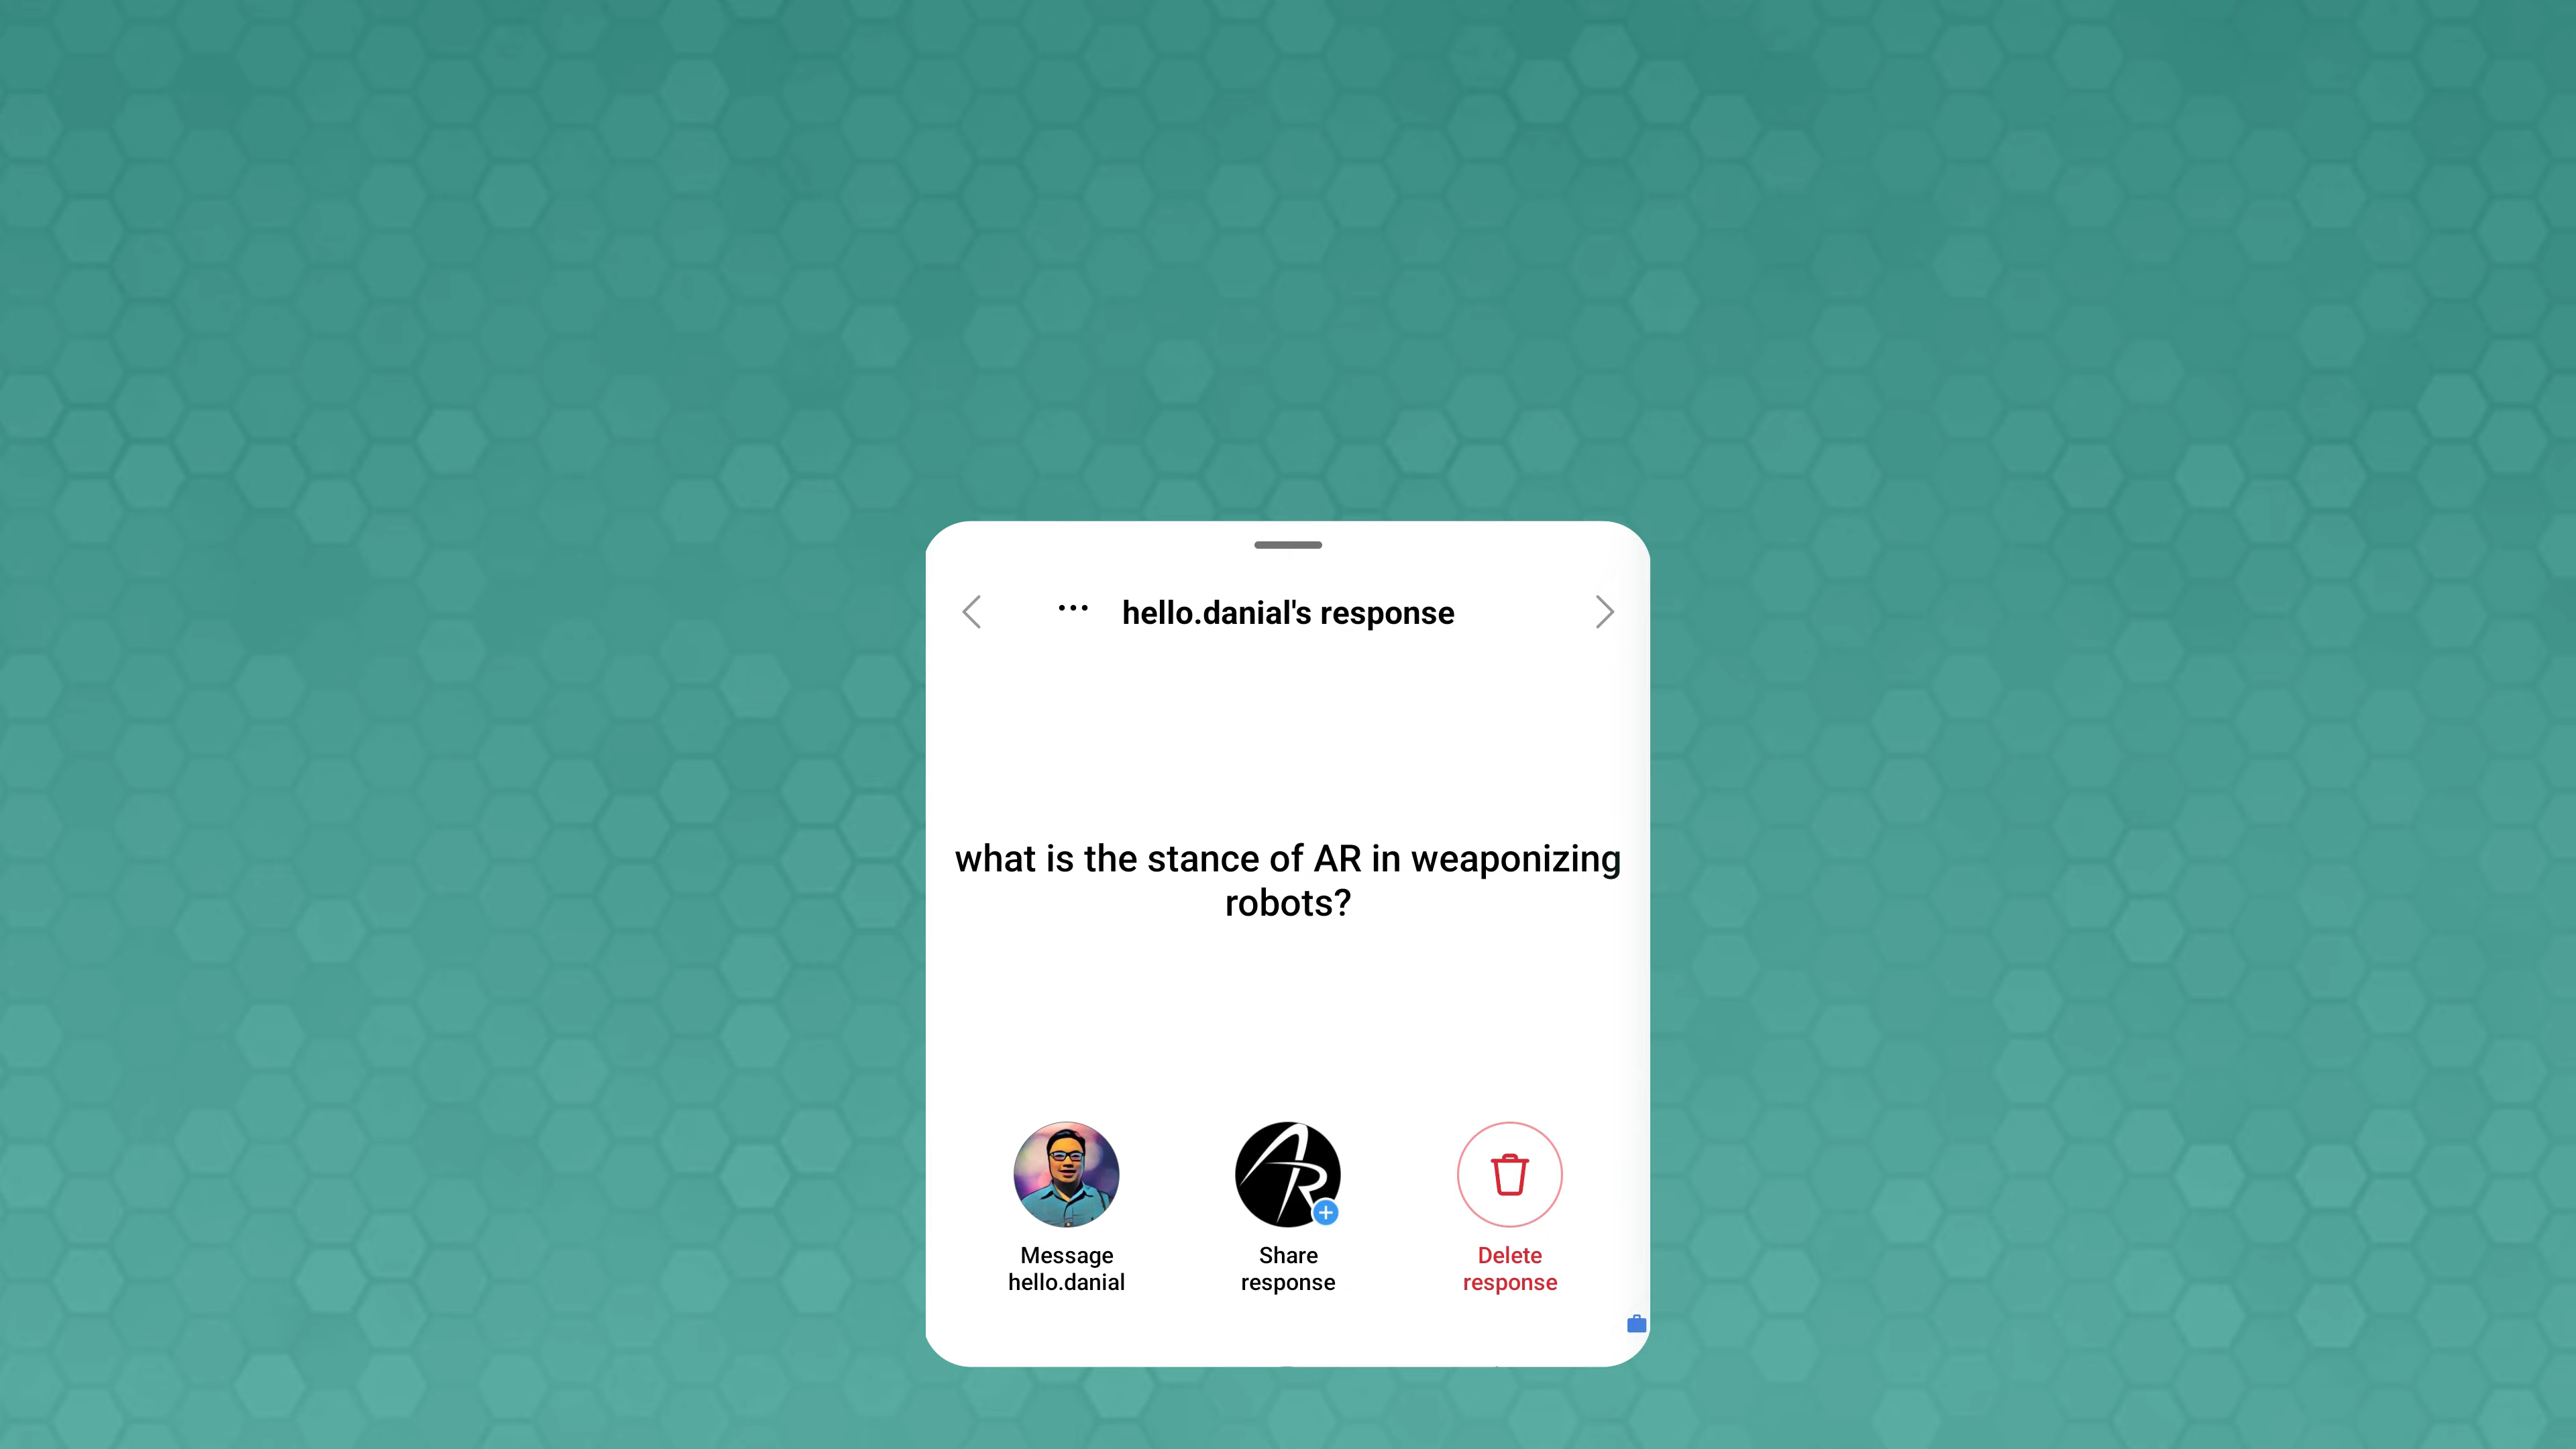 hello.danial's response
what is the stance of AR in weaponizing
robots?
AR
Message
hello.danial
Share
response
Delete
response